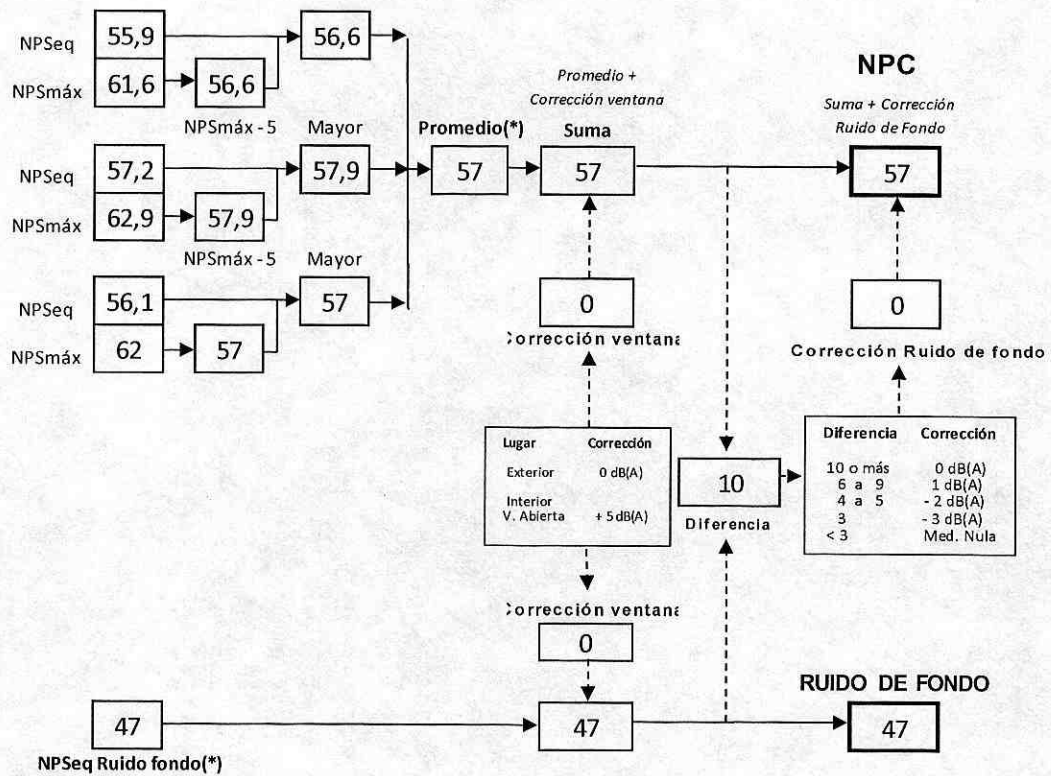 NPSeq 55,9 56,6
NPSmáx 61,6 56,6
NPSmáx - 5 Mayor
NPSeq 57,2 57,9
NPSmáx 62,9 57,9
NPSmáx - 5 Mayor
NPSeq 56,1 57
NPSmáx 62 57
Promedio(*)
57
Promedio +
Corrección ventana
Suma
57
0
Corrección ventana
Lugar Corrección
Exterior 0 dB(A)
Interior
V. Abierta + 5 dB(A)
Corrección ventana
0
NPC
Suma + Corrección
Ruido de Fondo
57
0
Corrección Ruido de fondo
10
Diferencia
Diferencia Corrección
10 o más 0 dB(A)
6 a 9 1 dB(A)
4 a 5 - 2 dB(A)
3 - 3 dB(A)
< 3 Med. Nula
RUIDO DE FONDO
47 47 47
NPSeq Ruido fondo(*)